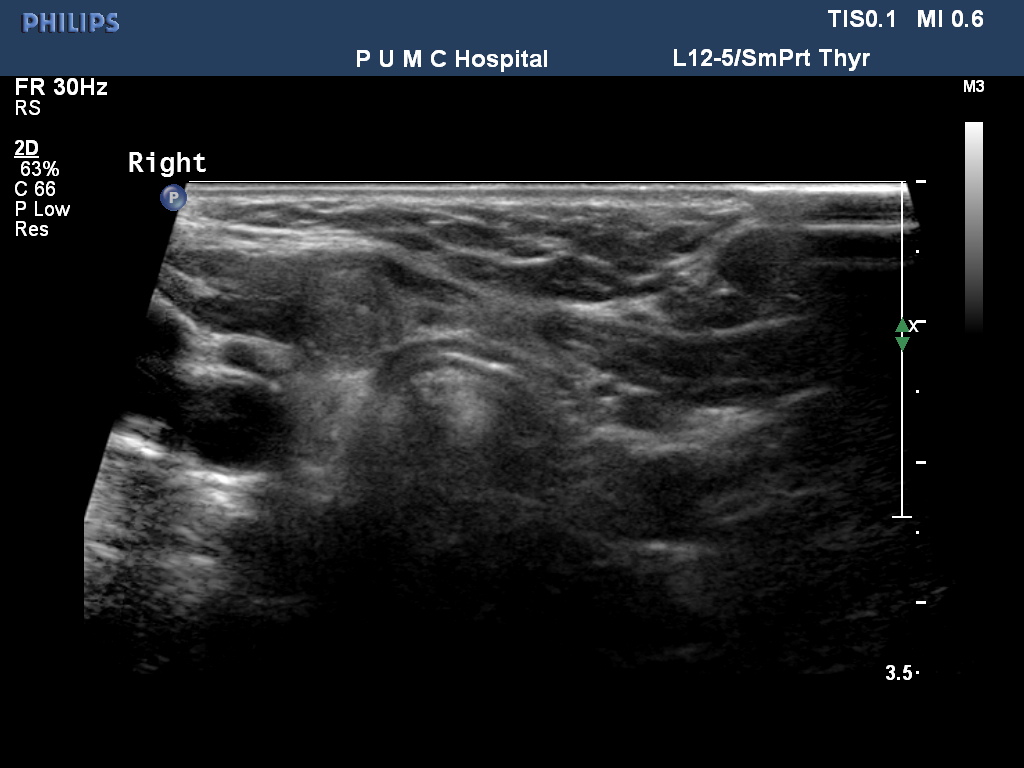 PHILIPS
TIS0.1 MI 0.6
P U M C Hospital
L12-5/SmPrt Thyr
FR 30Hz
RS
M3
2D
63%
C 66
P Low
Res
Right
P
X
3.5